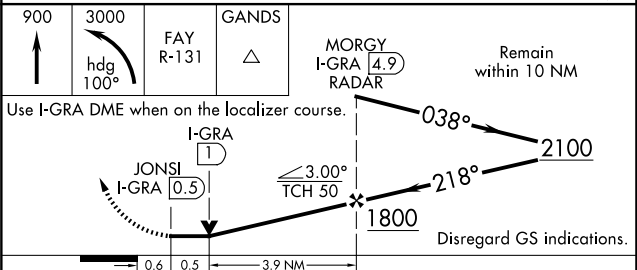 900
3000
hdg
100°
FAY
R-131
GANDS
MORGY
I-GRA 4.9
RADAR
Remain
within 10 NM
Use I-GRA DME when on the localizer course.
I-GRA
1
JONSI
I-GRA 0.5
038°
2100
3.00°
TCH 50
218°
1800
Disregard GS indications.
0.6 0.5 3.9 NM